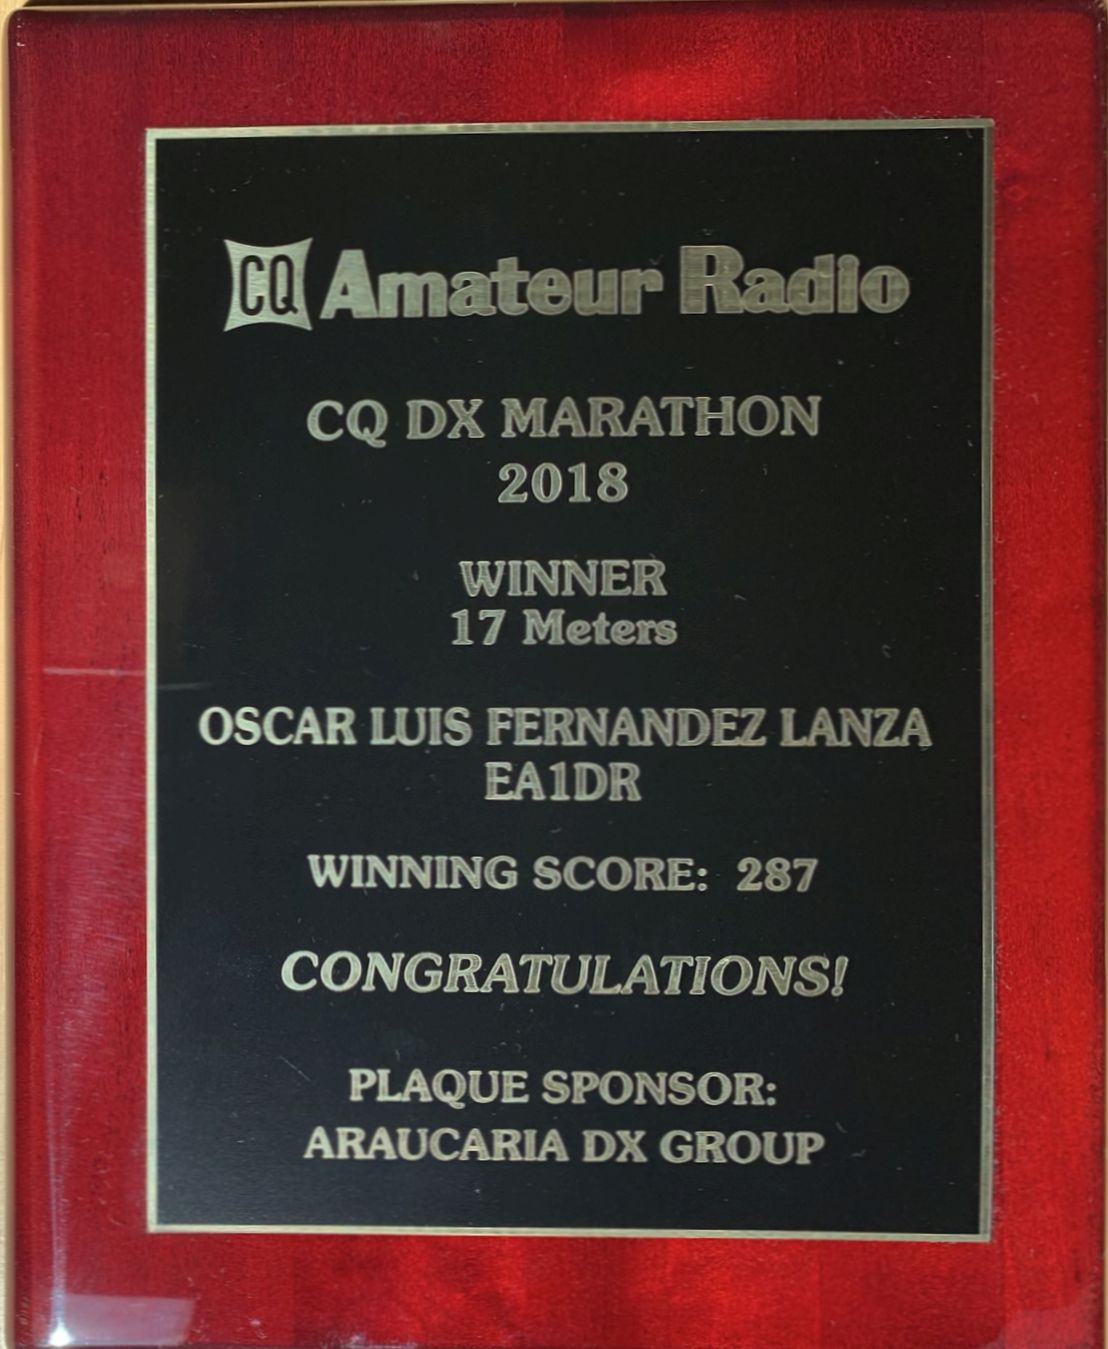 CQ Amateur Radio
CQ DX MARATHON
2018
WINNER
17 Meters
OSCAR LUIS FERNANDEZ LANZA
EA1DR
WINNING SCORE: 287
CONGRATULATIONS!
PLAQUE SPONSOR:
ARAUCARIA DX GROUP